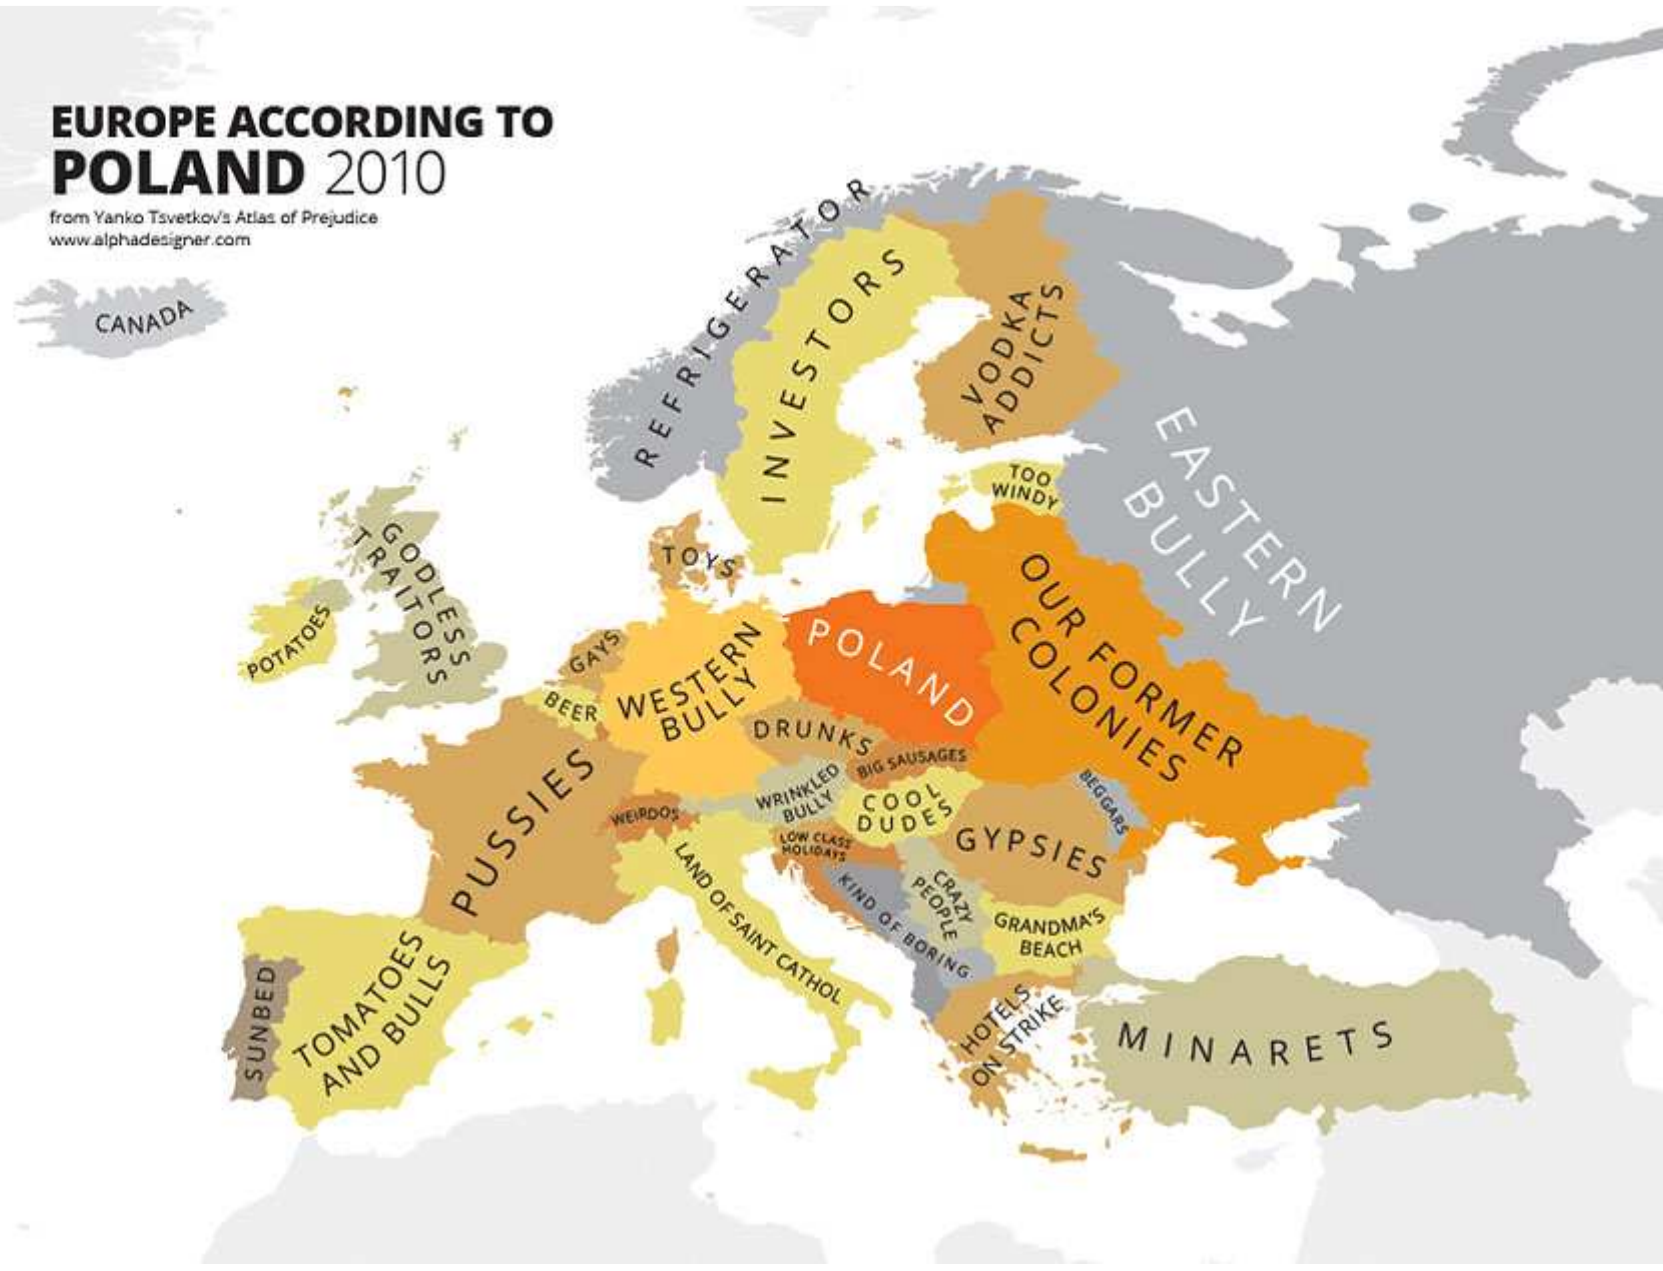 EUROPE ACCORDING TO
POLAND 2010
from Yanko Tsvetkov's Atlas of Prejudice
www.alphadesigner.com
CANADA
REFRIGERATOR
INVESTORS
VODKA
ADDICTS
EASTERN
BULLY
TOO
WINDY
GODLESS
TRAITORS
POTATOES
TOYS
OUR FORMER
COLONIES
GAYS
BEER
WESTERN
BULLY
POLAND
DRUNKS
BIG SAUSAGES
PUSSIES
WEIRDOS
WRINKLED
BULLY
COOL
DUDES
BEGGARS
LOW CLASS
HOLIDAYS
GYPSIES
LAND OF SAINT CATHOL
KIND OF BORING
CRAZY
PEOPLE
GRANDMA'S
BEACH
SUNBED
TOMATOES
AND BULLS
HOTELS
ON STRIKE
MINARETS